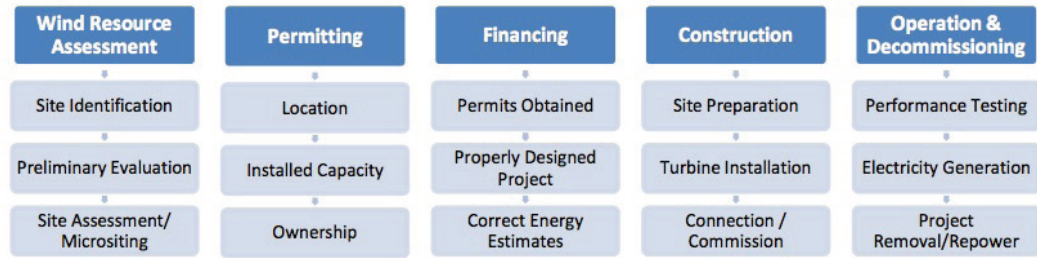 Wind Resource
Assessment
Site Identification
Preliminary Evaluation
Site Assessment/
Micrositing
Permitting
Location
Installed Capacity
Ownership
Financing
Permits Obtained
Properly Designed
Project
Correct Energy
Estimates
Construction
Site Preparation
Turbine Installation
Connection /
Commission
Operation &
Decommissioning
Performance Testing
Electricity Generation
Project
Removal/Repower